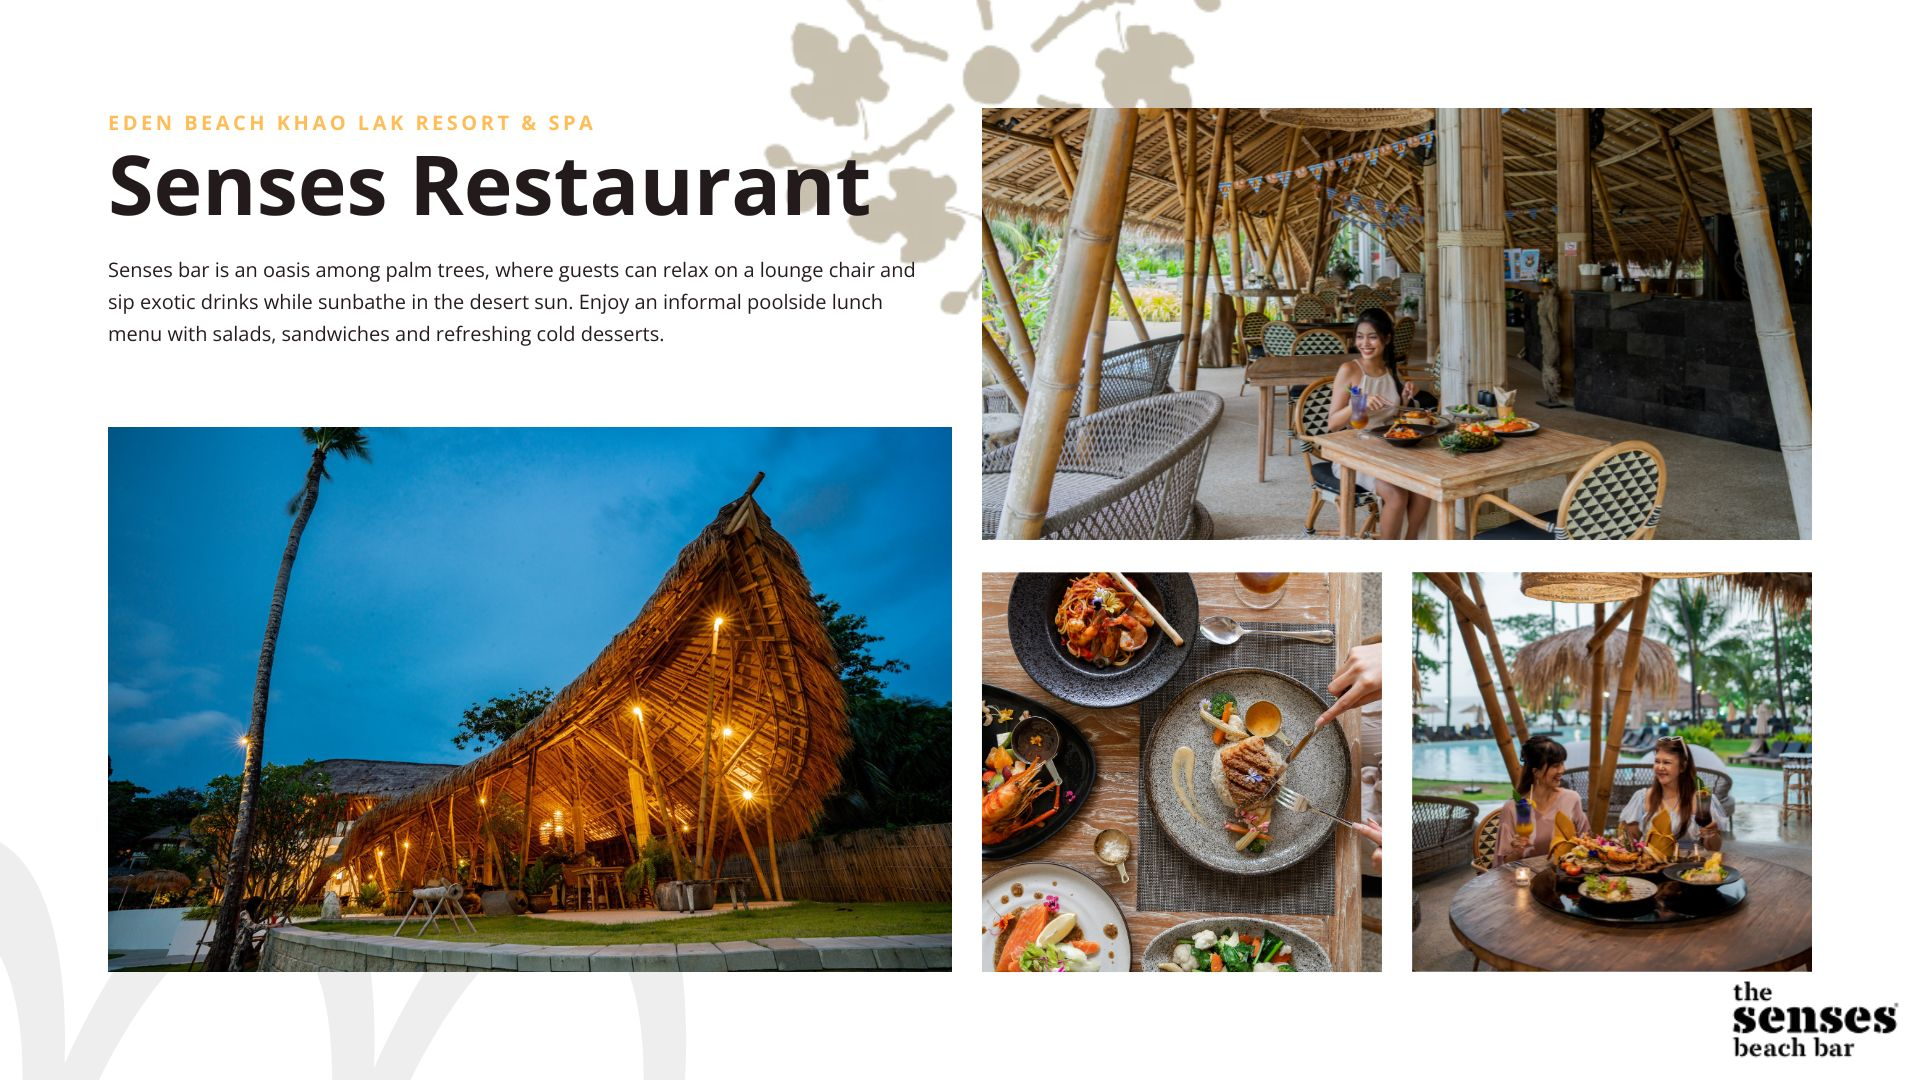 EDEN BEACH KHAO LAK RESORT & SPA
Senses Restaurant
Senses bar is an oasis among palm trees, where guests can relax on a lounge chair and
sip exotic drinks while sunbathe in the desert sun. Enjoy an informal poolside lunch
menu with salads, sandwiches and refreshing cold desserts.
the
senses
beach bar